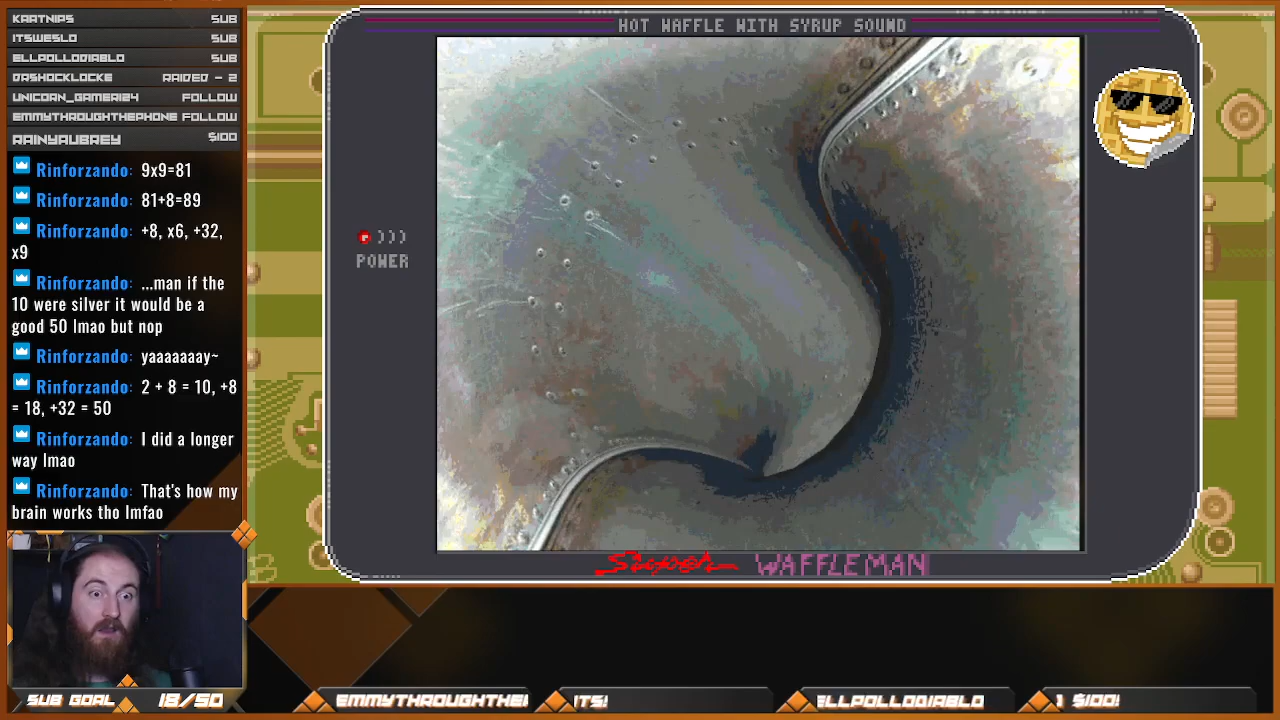 KARTNIPS SUB
ITSWESLO SUB
ELLPOLLODIABLO SUB
DRSHOCKLOCKE RAIDED - 2
UNICORN_GAMER124 FOLLOW
EMMYTHROUGHTHEPHONE FOLLOW
RAINYAUBREY $100
Rinforzando: 9x9=81
Rinforzando: 81+8=89
Rinforzando: +8, x6, +32,
x9
Rinforzando: ...man if the
10 were silver it would be a
good 50 lmao but nop
Rinforzando: yaaaaaaay~
Rinforzando: 2 + 8 = 10, +8
= 18, +32 = 50
Rinforzando: I did a longer
way lmao
Rinforzando: That's how my
brain works tho lmfao
SUB GOAL 18/50
HOT WAFFLE WITH SYRUP SOUND
POWER
WAFFLEMAN
EMMYTHROUGHTHE
ITS!
ELLPOLLODIABLO
$100!